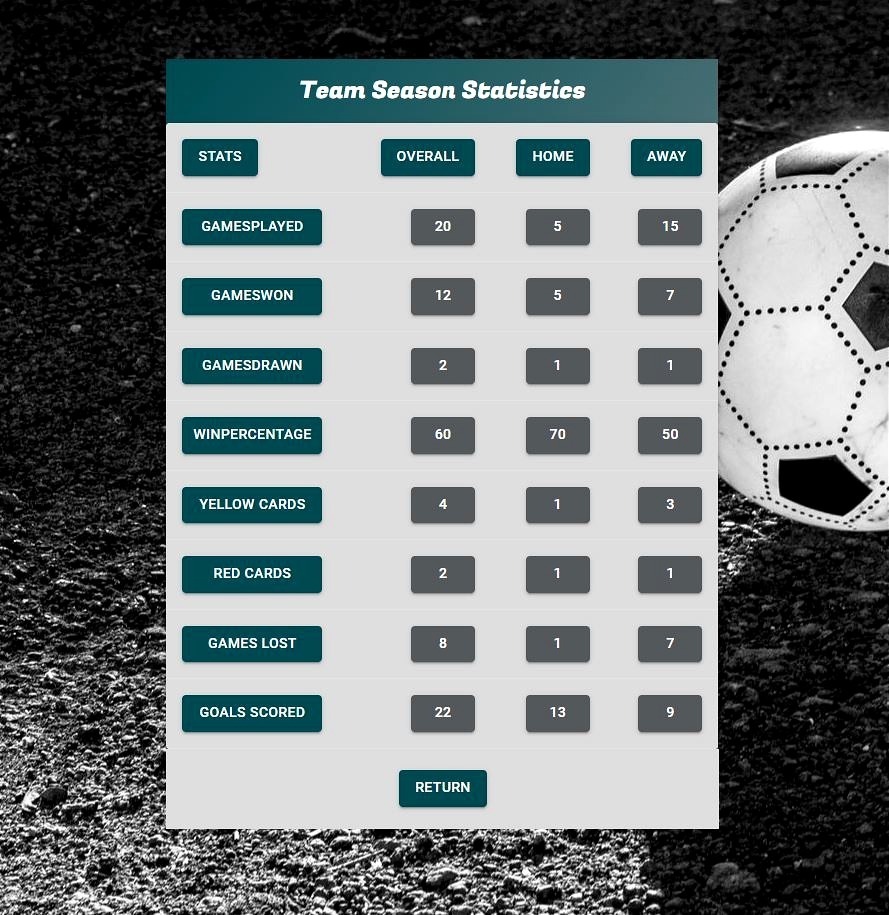 Team Season Statistics
STATS OVERALL HOME AWAY
GAMESPLAYED 20 5 15
GAMESWON 12 5 7
GAMESDRAWN 2 1 1
WINPERCENTAGE 60 70 50
YELLOW CARDS 4 1 3
RED CARDS 2 1 1
GAMES LOST 8 1 7
GOALS SCORED 22 13 9
RETURN